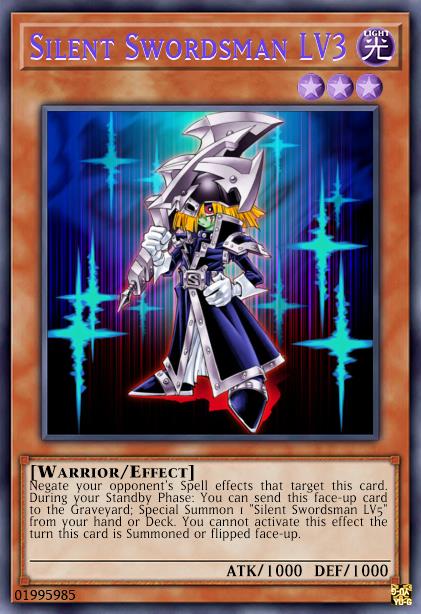 Silent Swordsman LV3
LIGHT
光
S
[Warrior/Effect]
Negate your opponent's Spell effects that target this card.
During your Standby Phase: You can send this face-up card
to the Graveyard; Special Summon 1 "Silent Swordsman LV5"
from your hand or Deck. You cannot activate this effect the
turn this card is Summoned or flipped face-up.
ATK/1000 DEF/1000
01995985